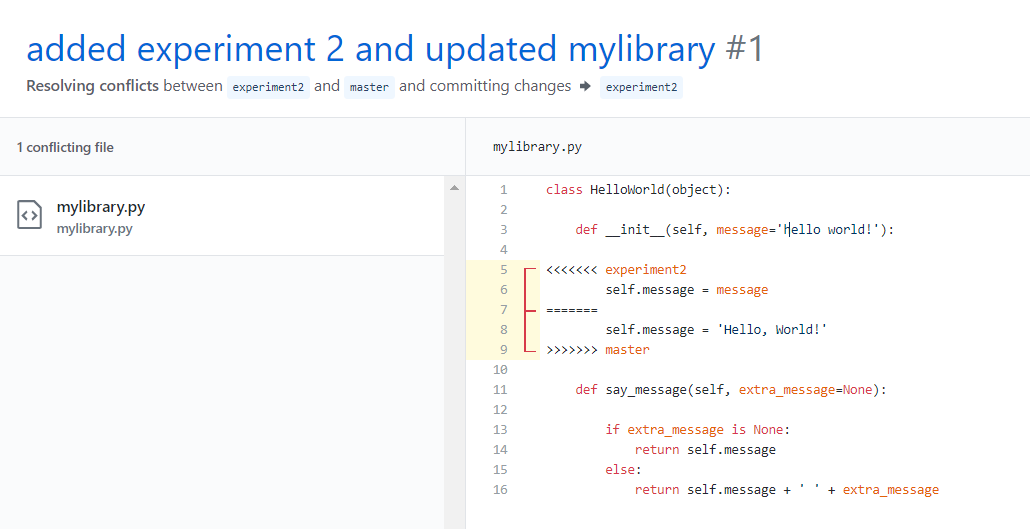 added experiment 2 and updated mylibrary #1
Resolving conflicts between experiment2 and master and committing changes → experiment2
1 conflicting file
mylibrary.py
mylibrary.py
mylibrary.py
1 class HelloWorld(object):
2
3     def __init__(self, message='hello world!'):
4
5 <<<<<<< experiment2
6         self.message = message
7 =======
8         self.message = 'Hello, World!'
9 >>>>>>> master
10
11     def say_message(self, extra_message=None):
12
13         if extra_message is None:
14             return self.message
15         else:
16             return self.message + ' ' + extra_message